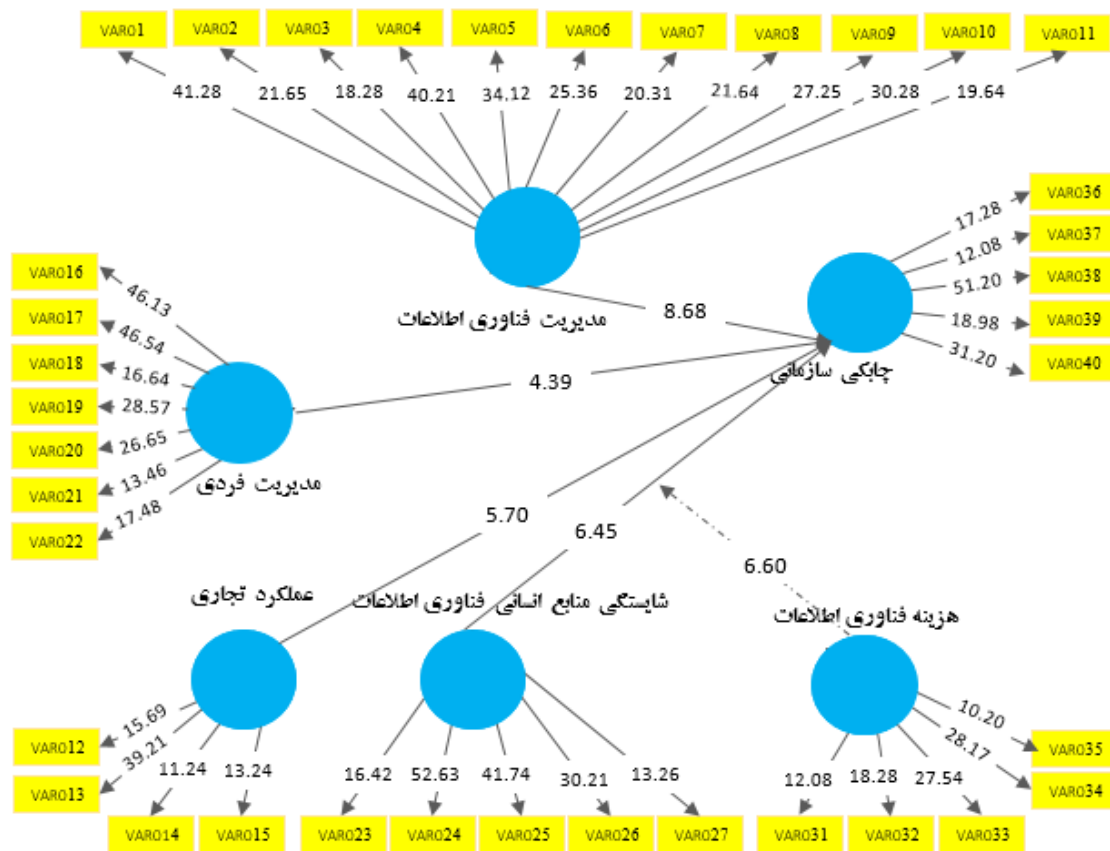 VAR01 VAR02 VAR03 VAR04 VAR05 VAR06 VAR07 VAR08 VAR09 VAR010 VAR011
41.28 21.65 18.28 40.21 34.12 25.36 20.31 21.64 27.25 30.28 19.64
مدیریت فناوری اطلاعات
8.68
VAR036
VAR037
VAR038
VAR039
VAR040
17.28
12.08
51.20
18.98
31.20
چابکی سازمانی
VAR016
VAR017
VAR018
VAR019
VAR020
VAR021
VAR022
46.13
46.54
16.64
28.57
26.65
13.46
17.48
مدیریت فردی
4.39
5.70
6.45
6.60
عملکرد تجاری
شایستگی منابع انسانی فناوری اطلاعات
هزینه فناوری اطلاعات
VAR012
VAR013
15.69
39.21
11.24 13.24
VAR014 VAR015
16.42 52.63 41.74 30.21 13.26
VAR023 VAR024 VAR025 VAR026 VAR027
10.20
28.17
VAR035
VAR034
12.08 18.28 27.54
VAR031 VAR032 VAR033